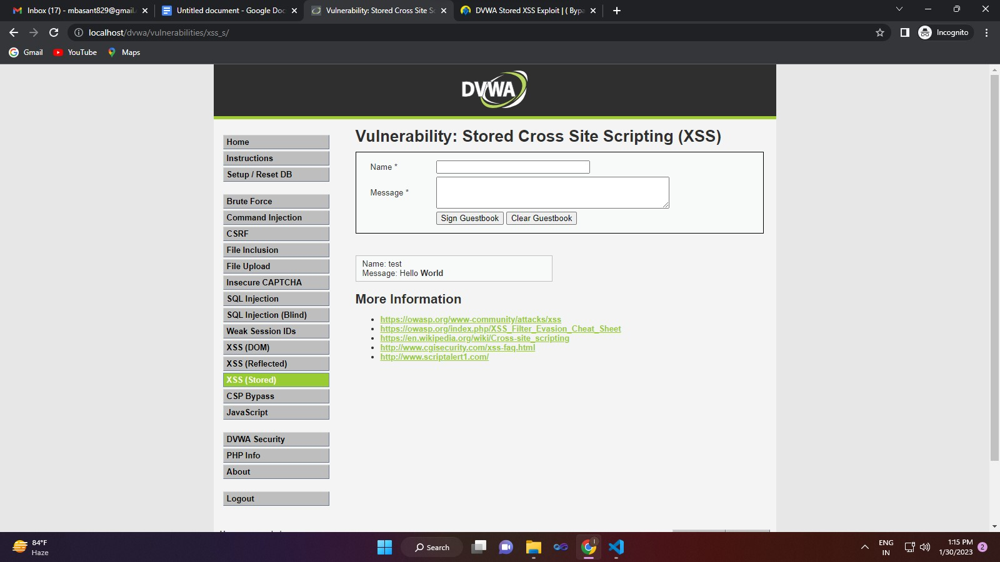 Inbox (17) - mbasant829@gmail.
Untitled document - Google Doc
Vulnerability: Stored Cross Site Sc
DVWA Stored XSS Exploit | ( Bypa
localhost/dvwa/vulnerabilities/xss_s/
Incognito
Gmail
YouTube
Maps
DVWA
Home
Instructions
Setup / Reset DB
Brute Force
Command Injection
CSRF
File Inclusion
File Upload
Insecure CAPTCHA
SQL Injection
SQL Injection (Blind)
Weak Session IDs
XSS (DOM)
XSS (Reflected)
XSS (Stored)
CSP Bypass
JavaScript
DVWA Security
PHP Info
About
Logout
Vulnerability: Stored Cross Site Scripting (XSS)
Name *
Message *
Sign Guestbook Clear Guestbook
Name: test
Message: Hello World
More Information
https://owasp.org/www-community/attacks/xss
https://owasp.org/index.php/XSS_Filter_Evasion_Cheat_Sheet
https://en.wikipedia.org/wiki/Cross-site_scripting
http://www.cgisecurity.com/xss-faq.html
http://www.scriptalert1.com/
84°F
Haze
Search
ENG
IN
1:15 PM
1/30/2023
2